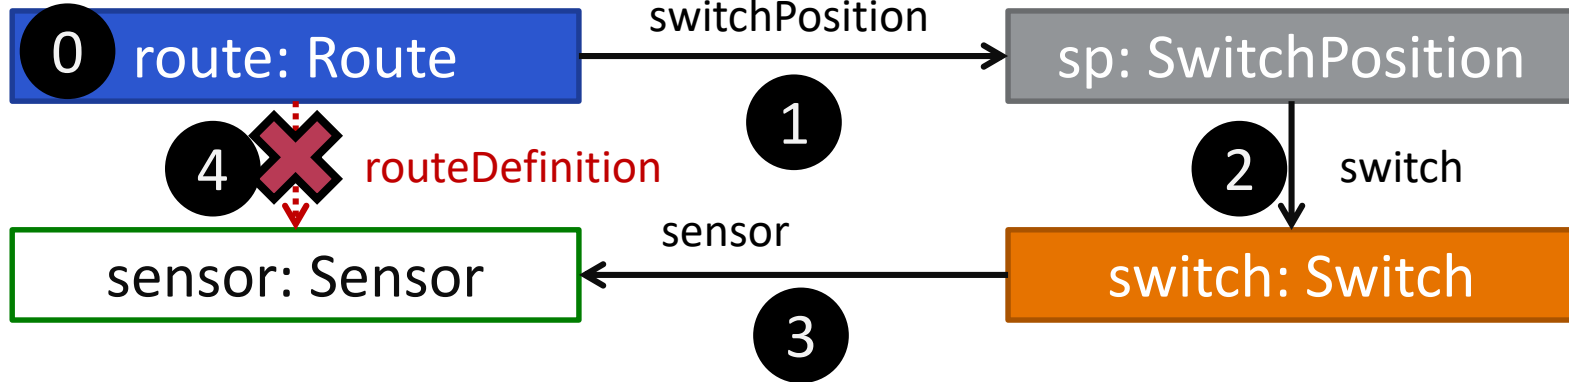 switchPosition
0 route: Route
sp: SwitchPosition
1
4
routeDefinition
2
switch
sensor
sensor: Sensor
switch: Switch
3